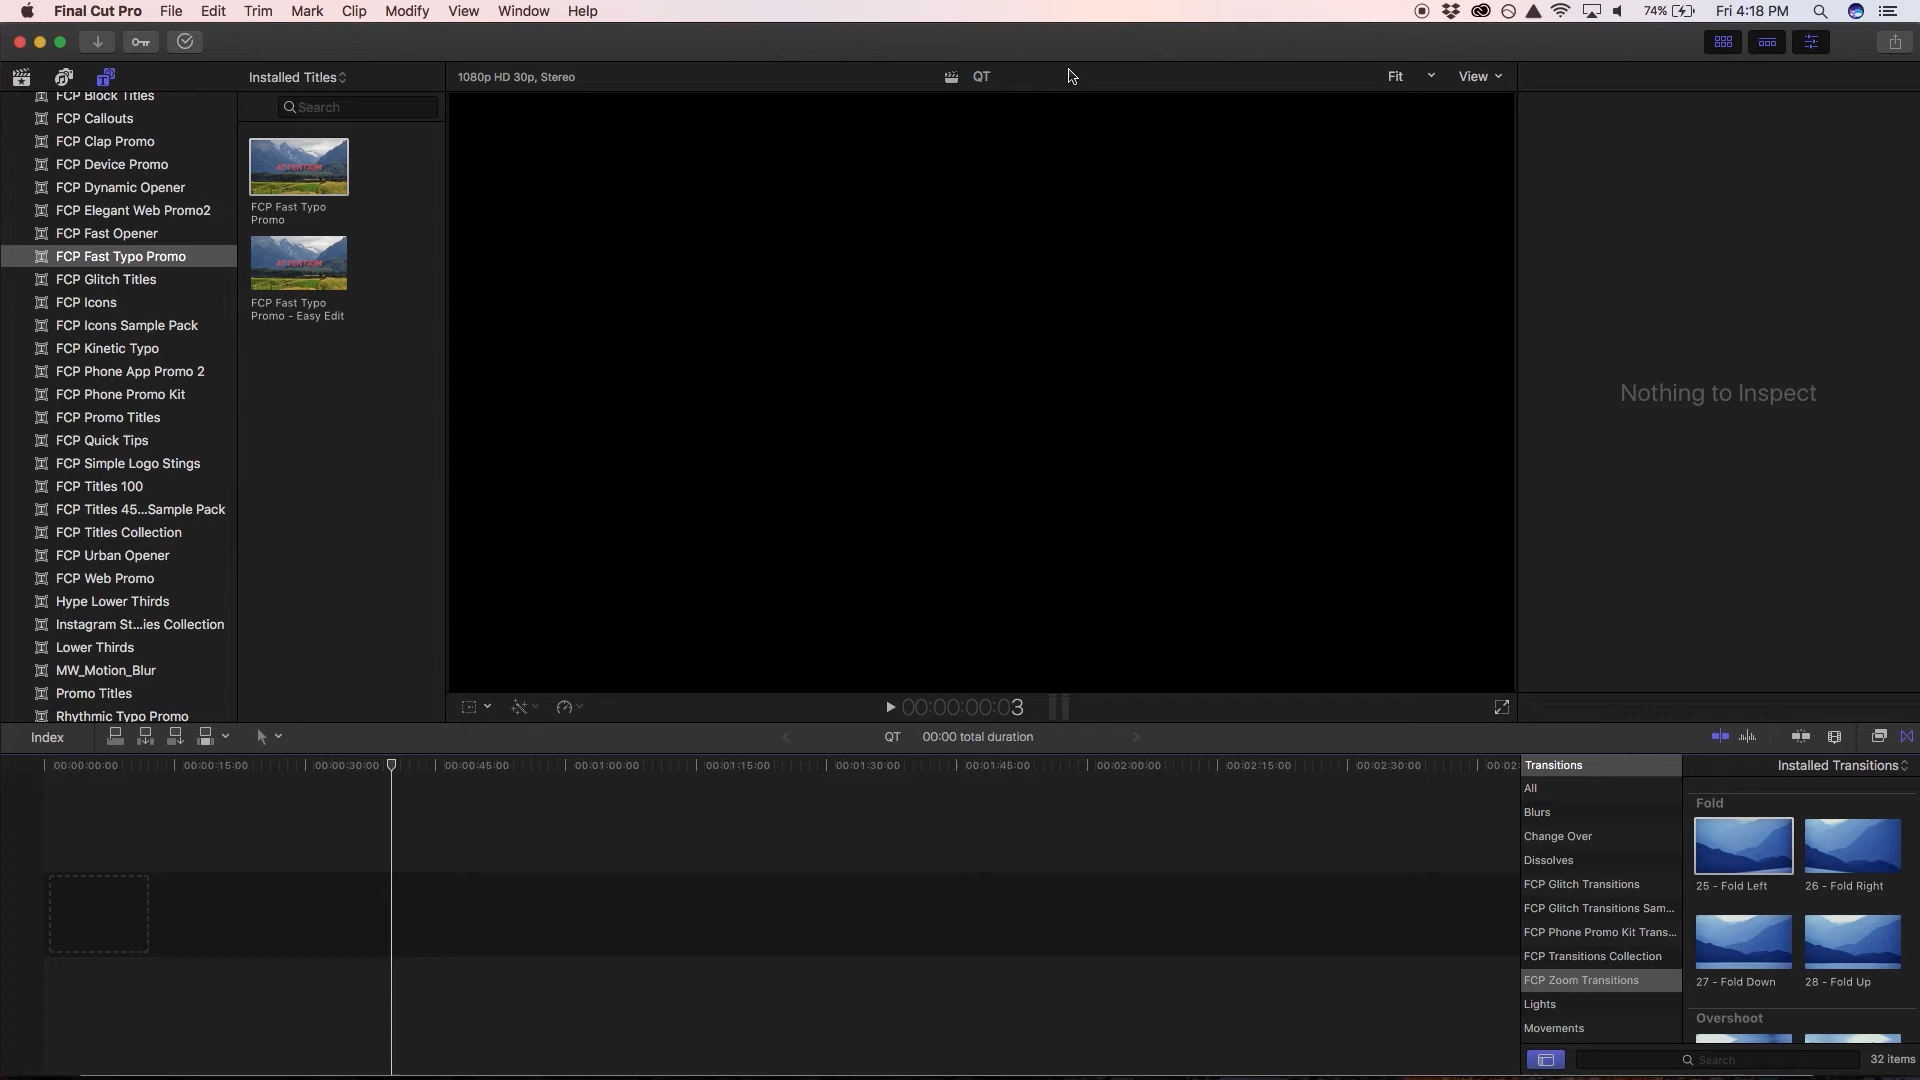 Final Cut Pro File Edit Trim Mark Clip Modify View Window Help
74% Fri 4:18 PM
Installed Titles
1080p HD 30p, Stereo
QT
Fit
View
Search
FCP Block Titles
FCP Callouts
FCP Clap Promo
FCP Device Promo
FCP Dynamic Opener
FCP Elegant Web Promo2
FCP Fast Opener
FCP Fast Typo Promo
FCP Glitch Titles
FCP Icons
FCP Icons Sample Pack
FCP Kinetic Typo
FCP Phone App Promo 2
FCP Phone Promo Kit
FCP Promo Titles
FCP Quick Tips
FCP Simple Logo Stings
FCP Titles 100
FCP Titles 45...Sample Pack
FCP Titles Collection
FCP Urban Opener
FCP Web Promo
Hype Lower Thirds
Instagram St...ies Collection
Lower Thirds
MW_Motion_Blur
Promo Titles
Rhythmic Typo Promo
ATTENTION
FCP Fast Typo
Promo
ATTENTION
FCP Fast Typo
Promo - Easy Edit
Nothing to Inspect
00:00:00:03
Index
QT 00:00 total duration
00:00:00:00 00:00:15:00 00:00:30:00 00:00:45:00 00:01:00:00 00:01:15:00 00:01:30:00 00:01:45:00 00:02:00:00 00:02:15:00 00:02:30:00 00:02:
Transitions
All
Blurs
Change Over
Dissolves
FCP Glitch Transitions
FCP Glitch Transitions Sam...
FCP Phone Promo Kit Trans...
FCP Transitions Collection
FCP Zoom Transitions
Lights
Movements
Installed Transitions
Fold
25 - Fold Left
26 - Fold Right
27 - Fold Down
28 - Fold Up
Overshoot
Search
32 items